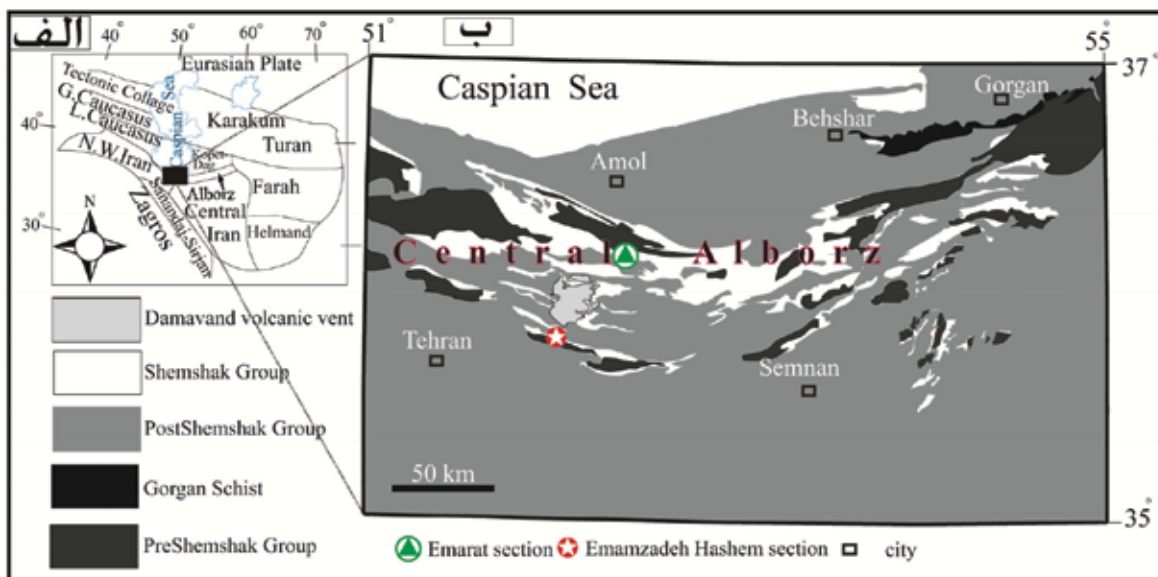 الف
ب
40°
50°
60°
70°
51°
55°
37°
35°
40°
30°
Eurasian Plate
Tectonic Collage
G.Caucasus
L.Caucasus
Caspian Sea
Karakum
Turan
N.W.Iran
Kopet-
Dag
Alborz
Farah
Central
Iran
Helmand
Sanandaj-Sirjan
Zagros
N
Damavand volcanic vent
Shemshak Group
PostShemshak Group
Gorgan Schist
PreShemshak Group
Caspian Sea
Gorgan
Behshar
Amol
Central Alborz
Tehran
Semnan
50 km
Emarat section
Emamzadeh Hashem section
city